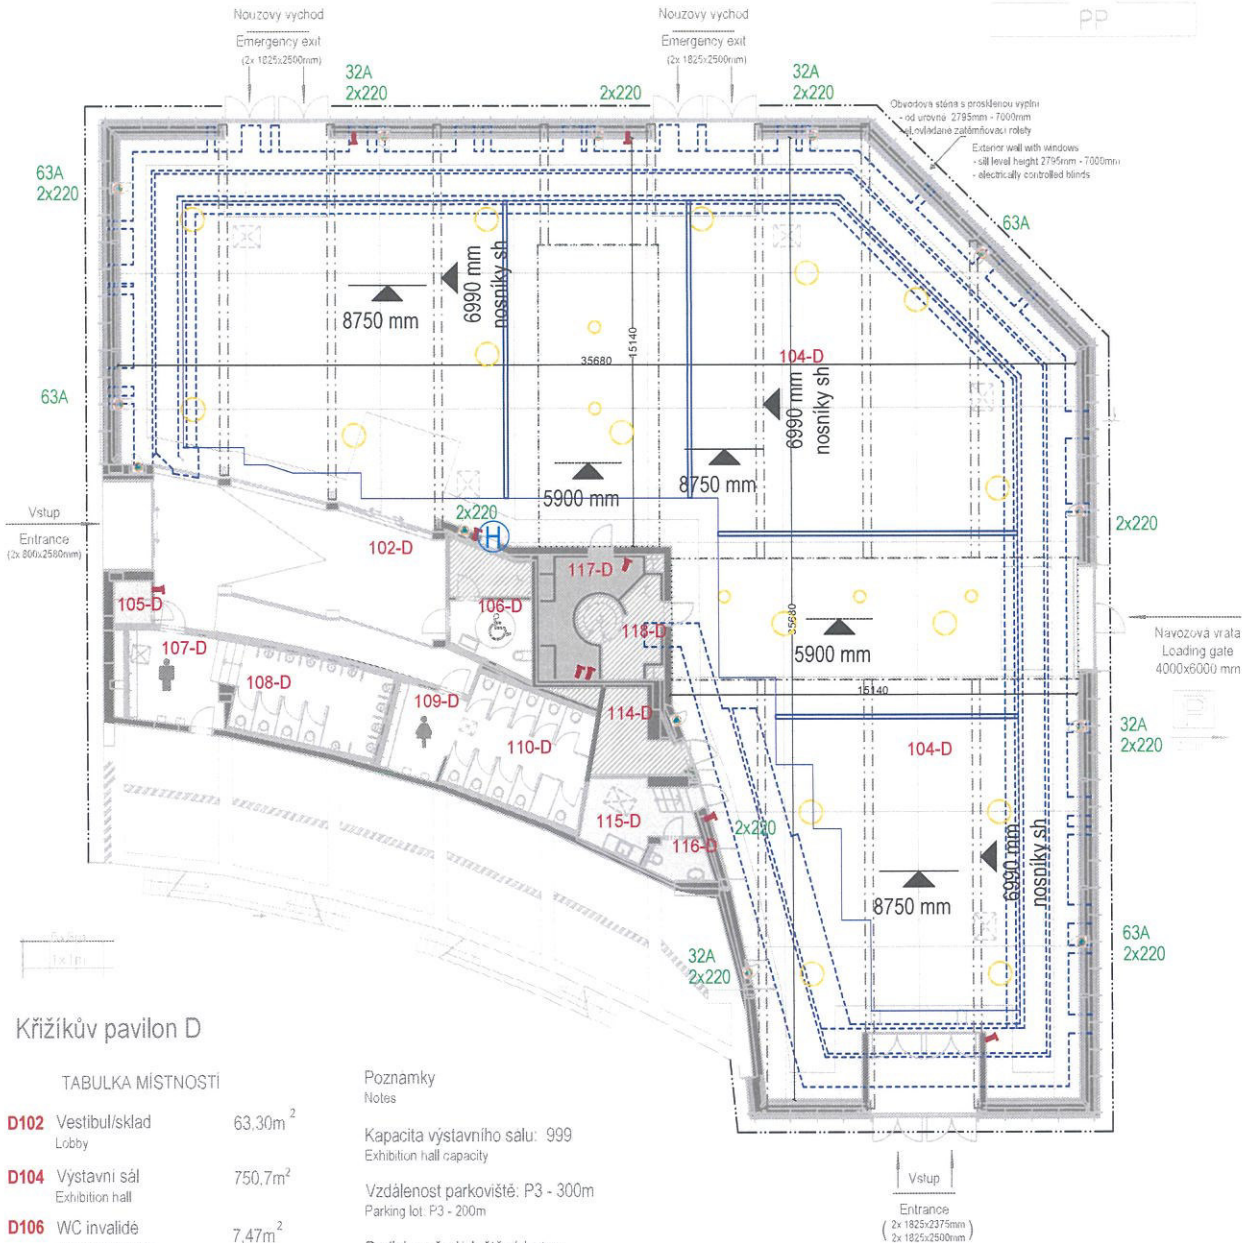 Nouzový východ
Emergency exit
(2x 1825x2500mm)
Nouzový východ
Emergency exit
(2x 1825x2500mm)
PP
32A
2x220
2x220
32A
2x220
Obvodová stěna s prosklenou výplní
- od úrovně 2795mm - 7000mm
- el.ovládané zatěmňovací rolety
Exterior wall with windows
- sill level height 2795mm - 7000mm
- electrically controlled blinds
63A
2x220
63A
8750 mm
6990 mm
nosníky sh
35680
15140
104-D
6990 mm
nosníky sh
63A
5900 mm
8750 mm
Vstup
Entrance
(2x 800x2580mm)
102-D
2x220
H
2x220
117-D
105-D
106-D
118-D
35680
5900 mm
Navozová vrata
Loading gate
4000x6000 mm
107-D
108-D
109-D
110-D
114-D
15140
104-D
32A
2x220
D
115-D
116-D
2x220
6990 mm
nosníky sh
8750 mm
63A
2x220
32A
2x220
1x1m
Křižíkův pavilon D
TABULKA MÍSTNOSTÍ
D102 Vestibul/sklad 63,30m²
Lobby
D104 Výstavní sál 750,7m²
Exhibition hall
D106 WC invalidé 7,47m²
Poznámky
Notes
Kapacita výstavního sálu: 999
Exhibition hall capacity
Vzdálenost parkoviště: P3 - 300m
Parking lot: P3 - 200m
Vstup
Entrance
( 2x 1825x2375mm )
2x 1825x2500mm